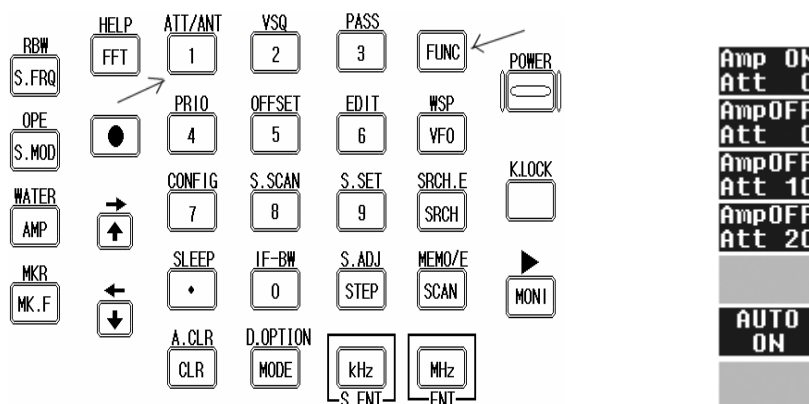 HELP ATT/ANT VSQ PASS
RBW FFT 1 2 3 FUNC POWER
S.FRQ
OPE PRIO OFFSET EDIT WSP
S.MOD 4 5 6 VFO
WATER CONFIG S.SCAN S.SET SRCH.E K.LOCK
AMP 7 8 9 SRCH
MKR SLEEP IF-BW S.ADJ MEMO/E
MK.F • 0 STEP SCAN MONI
A.CLR D.OPTION
CLR MODE kHz MHz
S.ENT ENT
Amp ON
Att 0
AmpOFF
Att 0
AmpOFF
Att 10
AmpOFF
Att 20
AUTO
ON